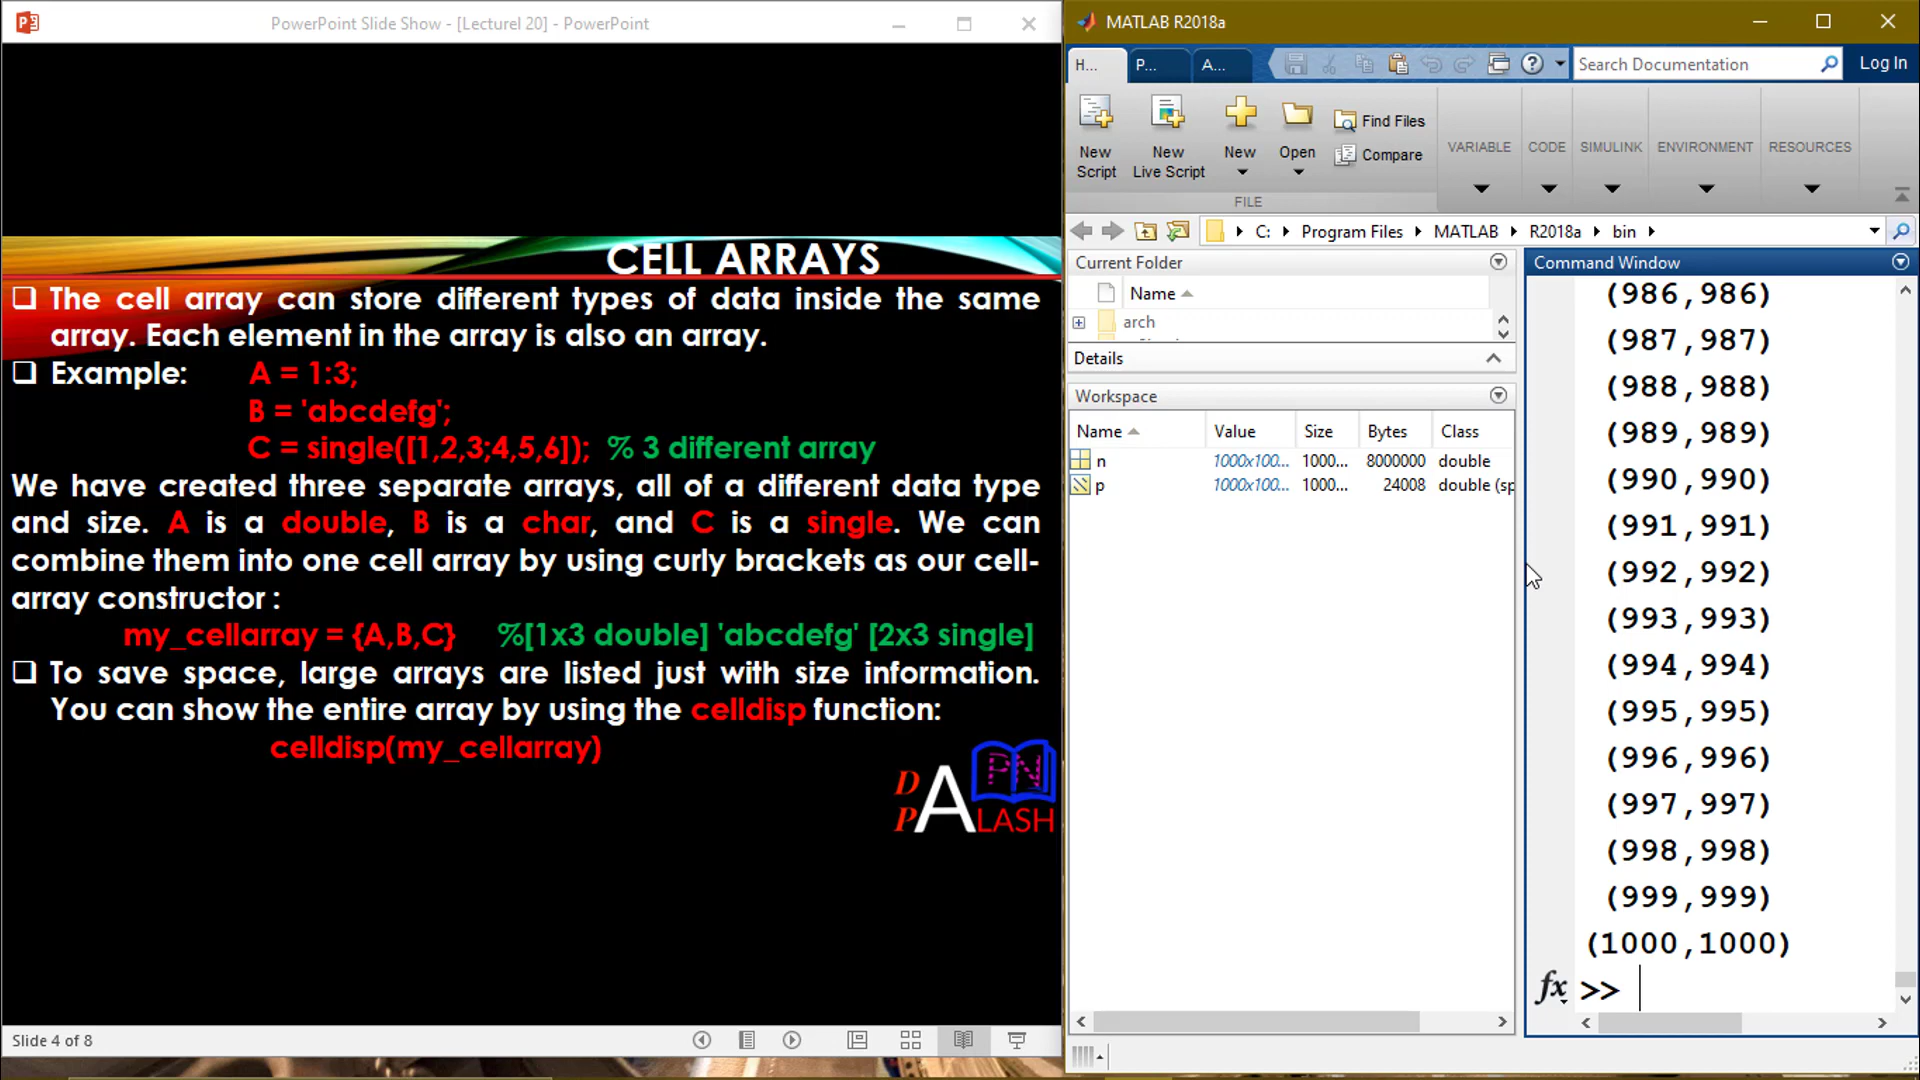 PowerPoint Slide Show - [Lecturel 20] - PowerPoint
CELL ARRAYS
The cell array can store different types of data inside the same
array. Each element in the array is also an array.
Example: A = 1:3;
B = 'abcdefg';
C = single([1,2,3;4,5,6]); % 3 different array
We have created three separate arrays, all of a different data type
and size. A is a double, B is a char, and C is a single. We can
combine them into one cell array by using curly brackets as our cell-
array constructor :
my_cellarray = {A,B,C} %[1x3 double] 'abcdefg' [2x3 single]
To save space, large arrays are listed just with size information.
You can show the entire array by using the celldisp function:
celldisp(my_cellarray)
PN
D
P
A
LASH
Slide 4 of 8
MATLAB R2018a
H... P... A... Search Documentation Log In
New Script
New Live Script
New
Open
Find Files
Compare
FILE
VARIABLE
CODE
SIMULINK
ENVIRONMENT
RESOURCES
C: Program Files MATLAB R2018a bin
Current Folder
Name
arch
Details
Workspace
Name Value Size Bytes Class
n 1000x100... 1000... 8000000 double
p 1000x100... 1000... 24008 double (sp
Command Window
(986,986)
(987,987)
(988,988)
(989,989)
(990,990)
(991,991)
(992,992)
(993,993)
(994,994)
(995,995)
(996,996)
(997,997)
(998,998)
(999,999)
(1000,1000)
fx >>